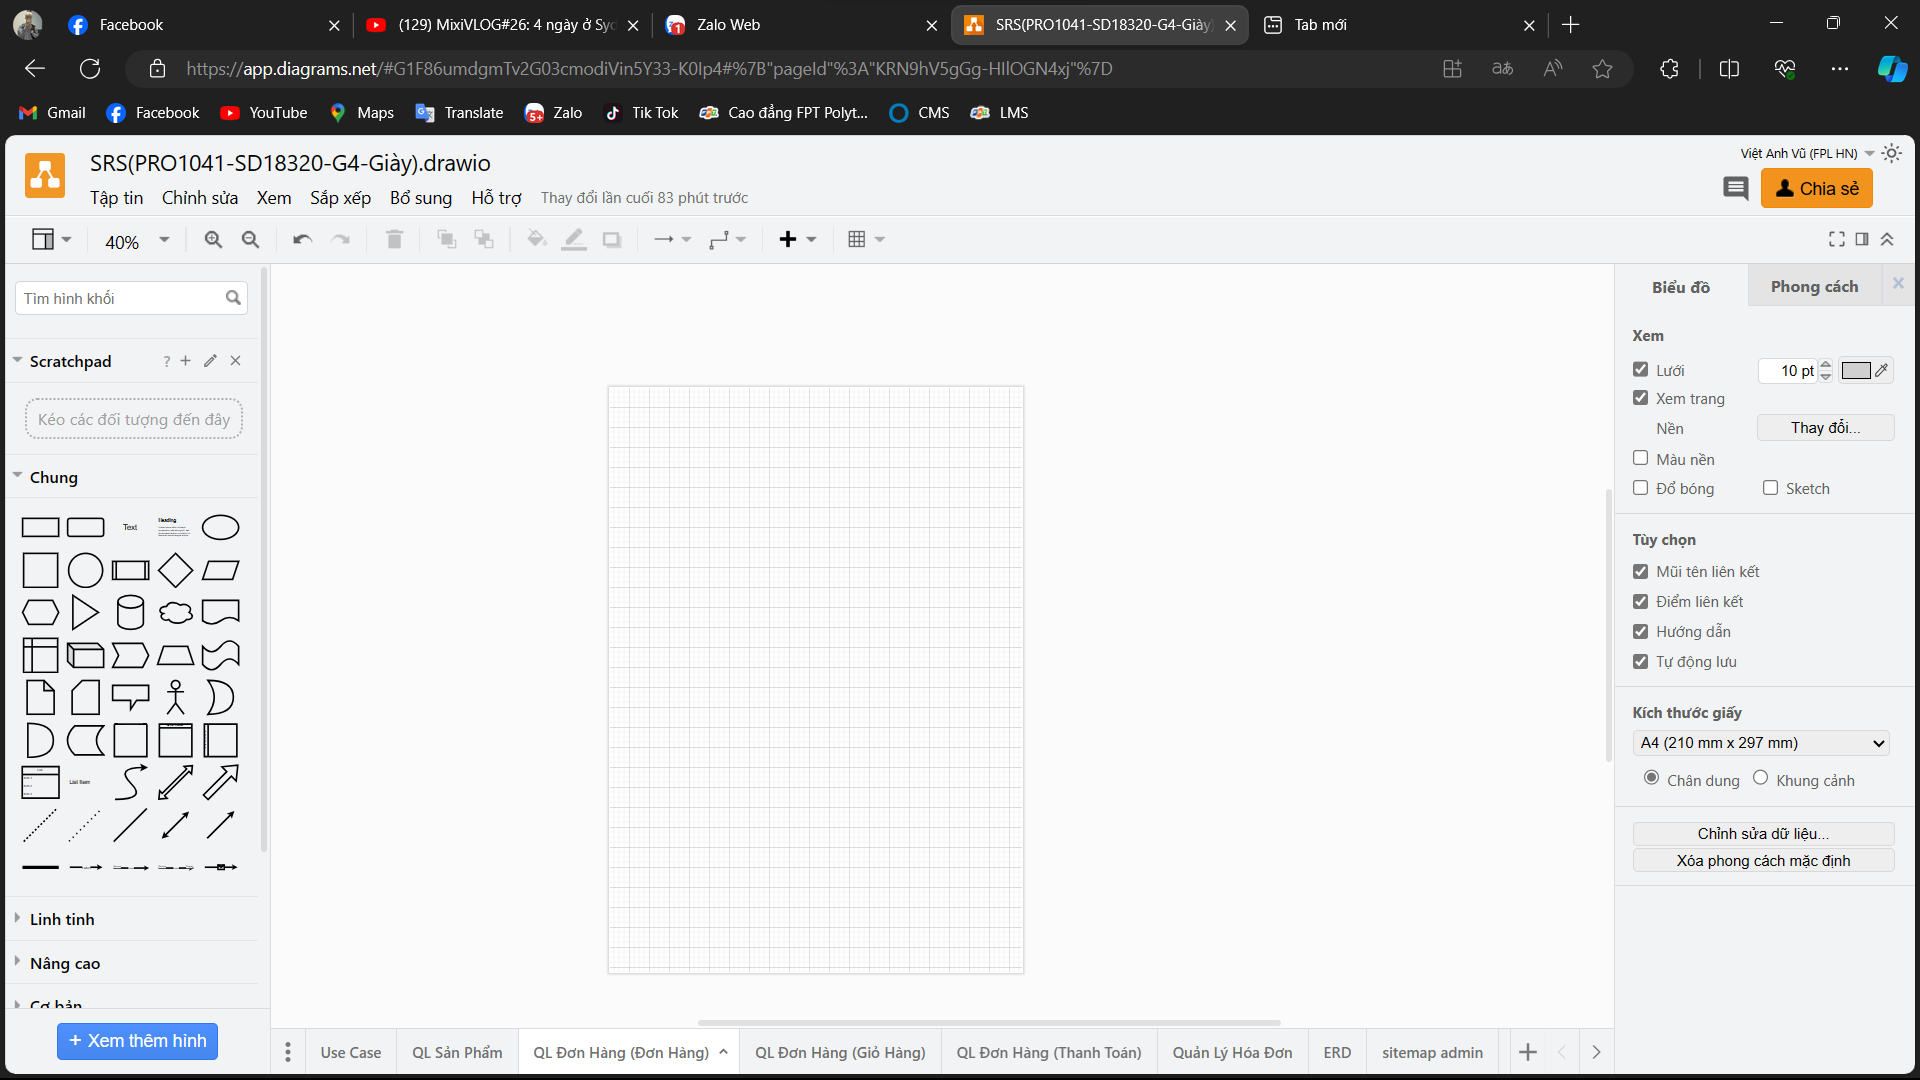 Facebook
(129) MixiVLOG#26: 4 ngày ở Syd
Zalo Web
SRS(PRO1041-SD18320-G4-Giày)
Tab mới
https://app.diagrams.net/#G1F86umdgmTv2G03cmodiVin5Y33-K0Ip4#%7B"pageId"%3A"KRN9hV5gGg-HIlOGN4xj"%7D
Gmail
Facebook
YouTube
Maps
Translate
Zalo
Tik Tok
Cao đẳng FPT Polyt...
CMS
LMS
SRS(PRO1041-SD18320-G4-Giày).drawio
Việt Anh Vũ (FPL HN)
Tập tin Chỉnh sửa Xem Sắp xếp Bổ sung Hỗ trợ Thay đổi lần cuối 83 phút trước
Chia sẻ
40%
Tìm hình khối
Scratchpad
?
Kéo các đối tượng đến đây
Chung
Text
Heading
List Item
Linh tinh
Nâng cao
Cơ bản
+ Xem thêm hình
Biểu đồ
Phong cách
Xem
Lưới
10 pt
Xem trang
Nền
Thay đổi...
Màu nền
Đổ bóng
Sketch
Tùy chọn
Mũi tên liên kết
Điểm liên kết
Hướng dẫn
Tự động lưu
Kích thước giấy
A4 (210 mm x 297 mm)
Chân dung
Khung cảnh
Chỉnh sửa dữ liệu...
Xóa phong cách mặc định
Use Case
QL Sản Phẩm
QL Đơn Hàng (Đơn Hàng)
QL Đơn Hàng (Giỏ Hàng)
QL Đơn Hàng (Thanh Toán)
Quản Lý Hóa Đơn
ERD
sitemap admin